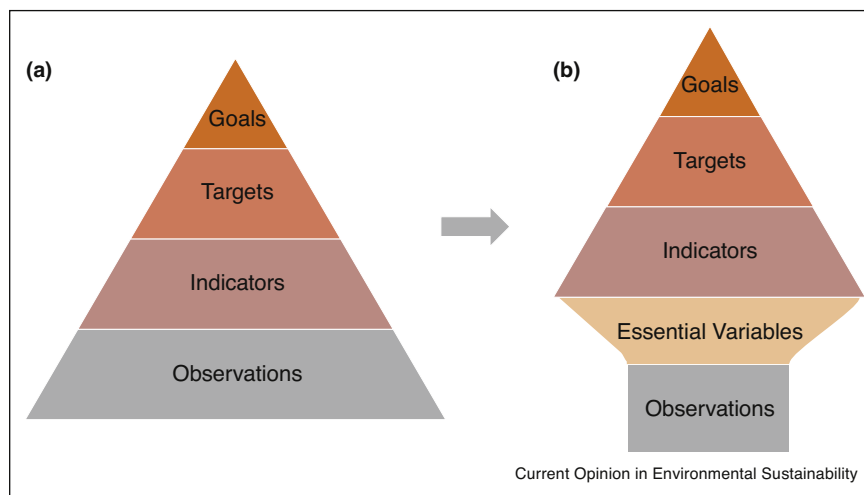 (a)
Goals
Targets
Indicators
Observations
(b)
Goals
Targets
Indicators
Essential Variables
Observations
Current Opinion in Environmental Sustainability